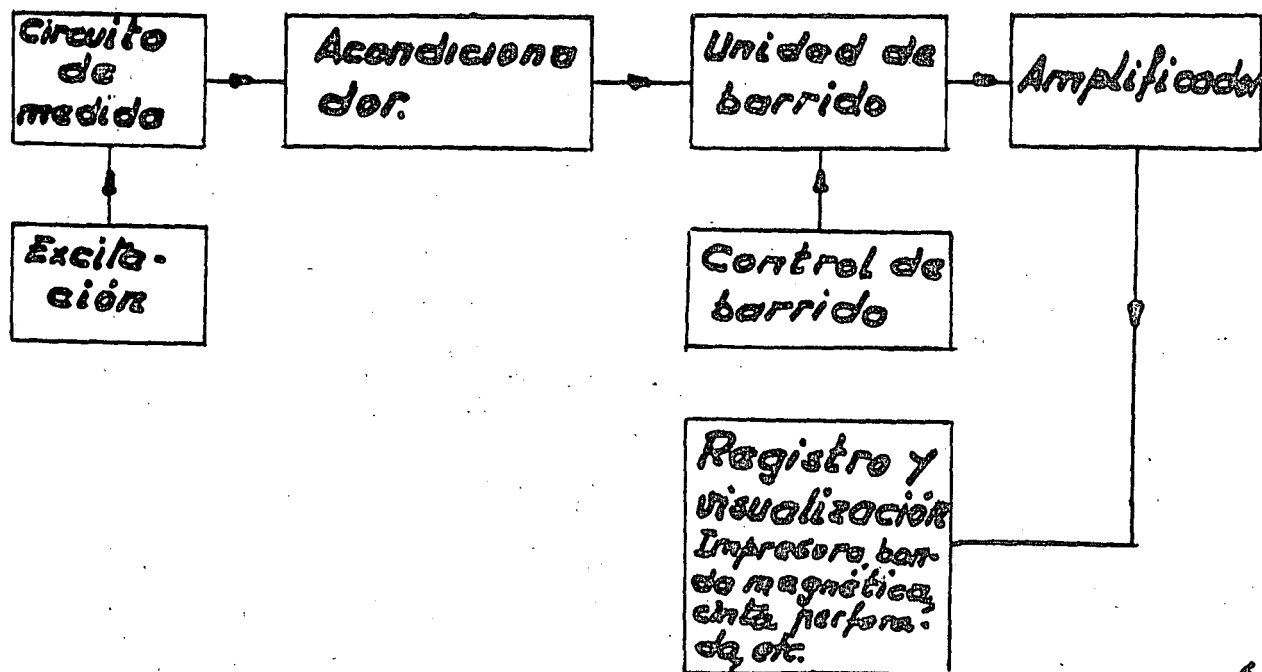 Circuito
de
medida
Acondiciona
dor.
Unidad de
barrido
Amplificador
Excita-
ción
Control de
barrido
Registro y
visualización
Impresora, ban-
da magnética,
cinta perfora-
da, etc.